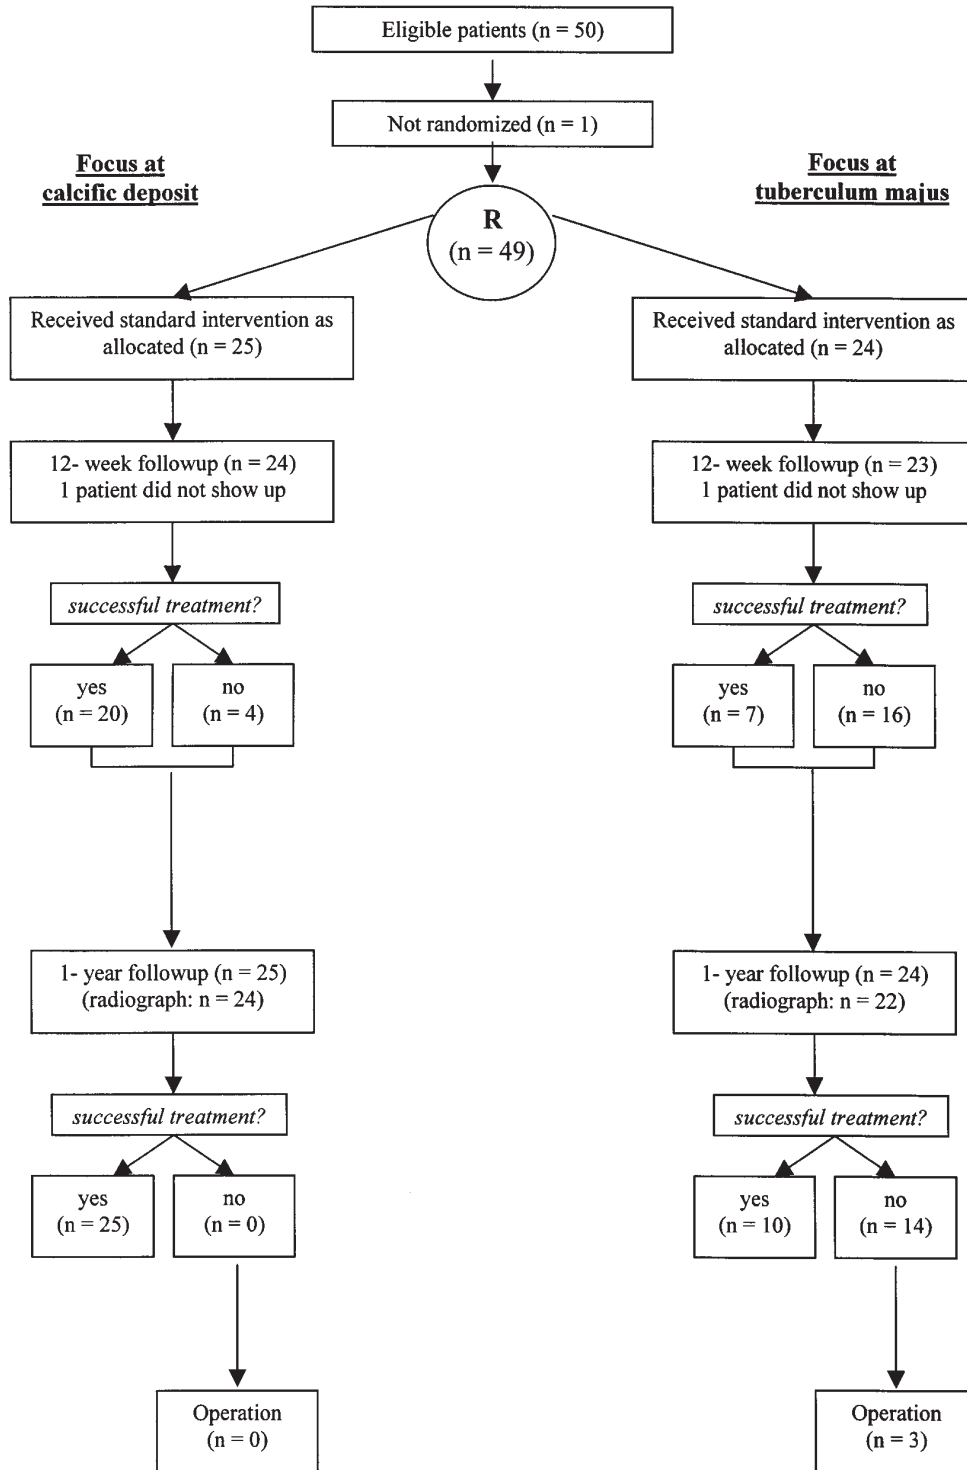 Eligible patients (n = 50)
Not randomized (n = 1)
Focus at
calcific deposit
Focus at
tuberculum majus
R
(n = 49)
Received standard intervention as
allocated (n = 25)
Received standard intervention as
allocated (n = 24)
12- week followup (n = 24)
1 patient did not show up
12- week followup (n = 23)
1 patient did not show up
successful treatment?
successful treatment?
yes
(n = 20)
no
(n = 4)
yes
(n = 7)
no
(n = 16)
1- year followup (n = 25)
(radiograph: n = 24)
1- year followup (n = 24)
(radiograph: n = 22)
successful treatment?
successful treatment?
yes
(n = 25)
no
(n = 0)
yes
(n = 10)
no
(n = 14)
Operation
(n = 0)
Operation
(n = 3)